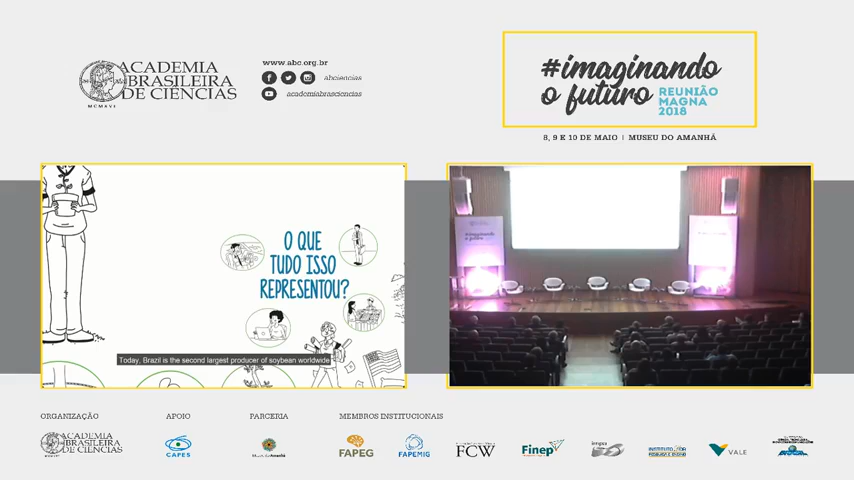 ACADEMIA
BRASILEIRA
DE CIÊNCIAS
MCMXVI
www.abc.org.br
abciencias
academiabrasciencias
#imaginando
o futuro
REUNIÃO
MAGNA
2018
8, 9 E 10 DE MAIO | MUSEU DO AMANHÃ
O QUE
TUDO ISSO
REPRESENTOU?
Today, Brazil is the second largest producer of soybean worldwide
#imaginando
o futuro
ORGANIZAÇÃO
APOIO
PARCERIA
MEMBROS INSTITUCIONAIS
ACADEMIA
BRASILEIRA
DE CIÊNCIAS
CAPES
FAPEG
FAPEMIG
FCW
Finep
VALE